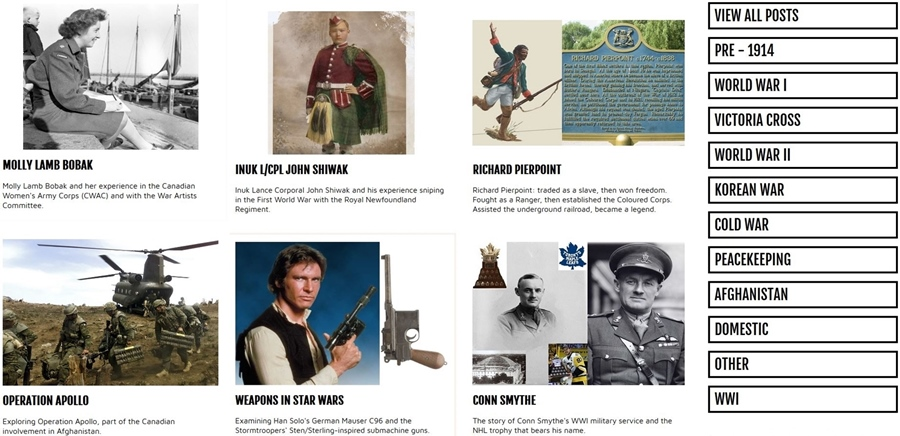 MOLLY LAMB BOBAK
Molly Lamb Bobak and her experience in the Canadian
Women's Army Corps (CWAC) and with the War Artists
Committee.
INUK L/CPL JOHN SHIWAK
Inuk Lance Corporal John Shiwak and his experience sniping
in the First World War with the Royal Newfoundland
Regiment.
RICHARD PIERPOINT 1744-1838
RICHARD PIERPOINT
Richard Pierpoint: traded as a slave, then won freedom.
Fought as a Ranger, then established the Coloured Corps.
Assisted the underground railroad, became a legend.
OPERATION APOLLO
Exploring Operation Apollo, part of the Canadian
involvement in Afghanistan.
WEAPONS IN STAR WARS
Examining Han Solo's German Mauser C96 and the
Stormtroopers' Sten/Sterling-inspired submachine guns.
TORONTO
MAPLE
LEAFS
CONN SMYTHE
The story of Conn Smythe's WWI military service and the
NHL trophy that bears his name.
VIEW ALL POSTS
PRE - 1914
WORLD WAR I
VICTORIA CROSS
WORLD WAR II
KOREAN WAR
COLD WAR
PEACEKEEPING
AFGHANISTAN
DOMESTIC
OTHER
WWI